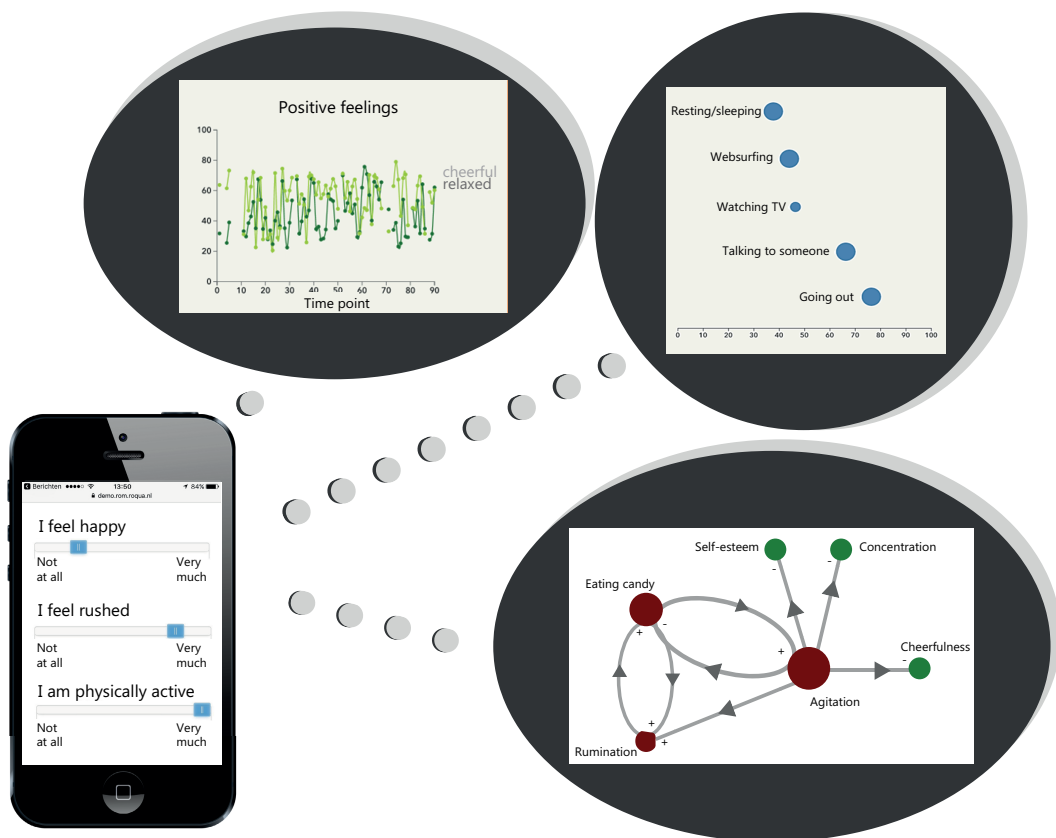 Positive feelings
100
80
60
40
20
0
0 10 20 30 40 50 60 70 80 90
Time point
cheerful
relaxed
Resting/sleeping
Websurfing
Watching TV
Talking to someone
Going out
0 10 20 30 40 50 60 70 80 90 100
Berichten 13:50 84%
demo.rom.roqua.nl
I feel happy
Not at all
Very much
I feel rushed
Not at all
Very much
I am physically active
Not at all
Very much
Self-esteem
Concentration
-
-
Eating candy
+
-
+
Cheerfulness
-
Agitation
+
+
Rumination